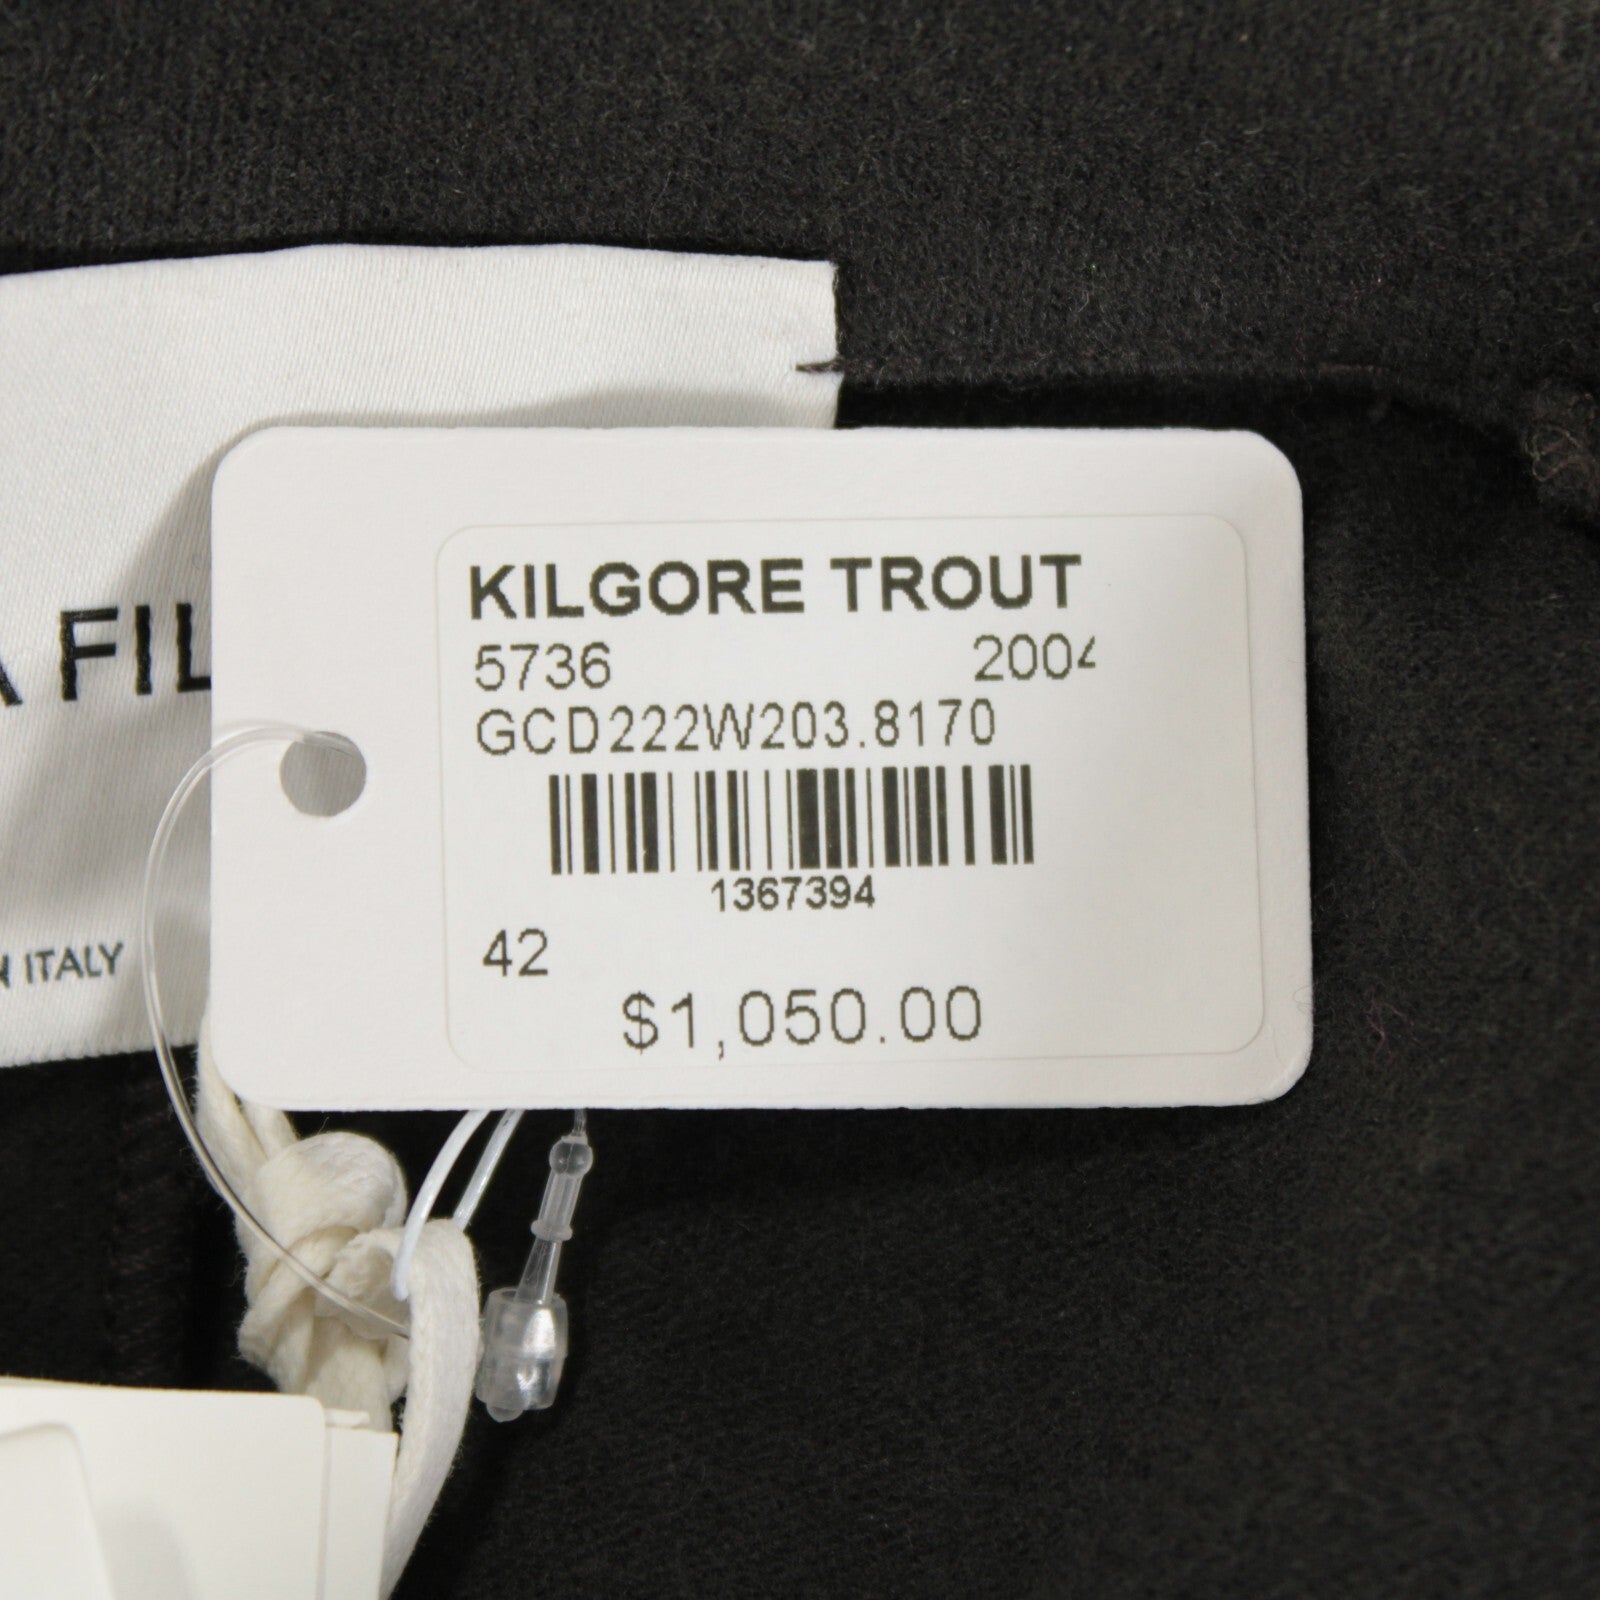 KILGORE TROUT
5736 2004
GCD222W203.8170
1367394
42
$1,050.00
A FIL
N ITALY